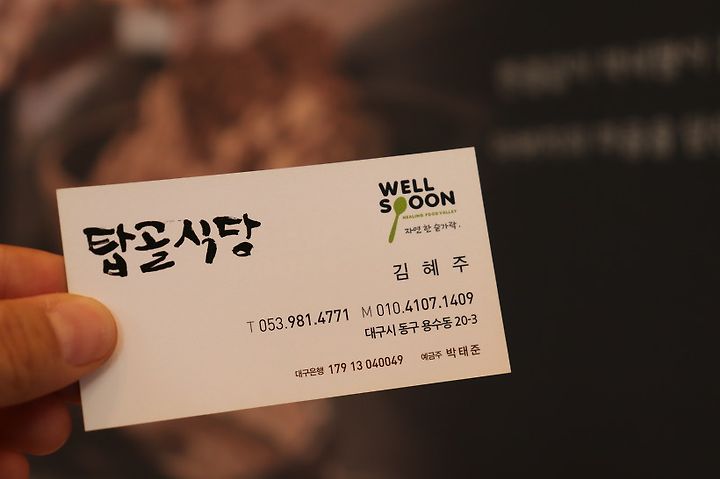 탑골식당
WELL
SPOON
HEALING FOOD VALLEY
자연 한 숟가락.
김혜주
T 053.981.4771 M 010.4107.1409
대구시 동구 용수동 20-3
대구은행 179 13 040049 예금주 박태준